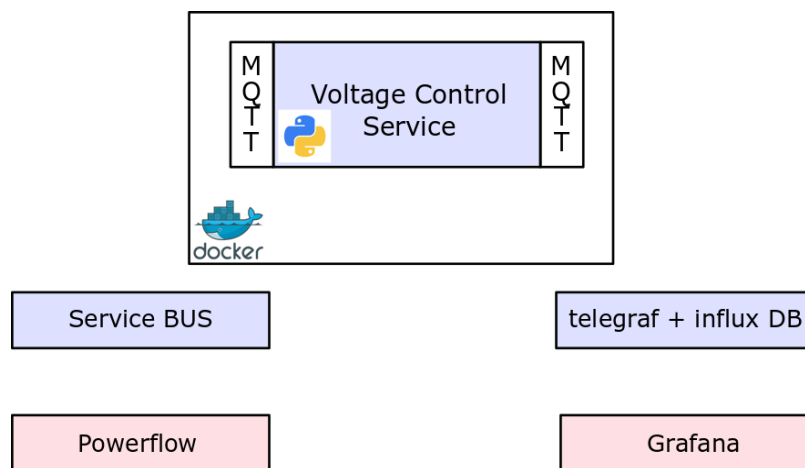 M
Q
T
T
Voltage Control
Service
M
Q
T
T
docker
Service BUS
telegraf + influx DB
Powerflow
Grafana